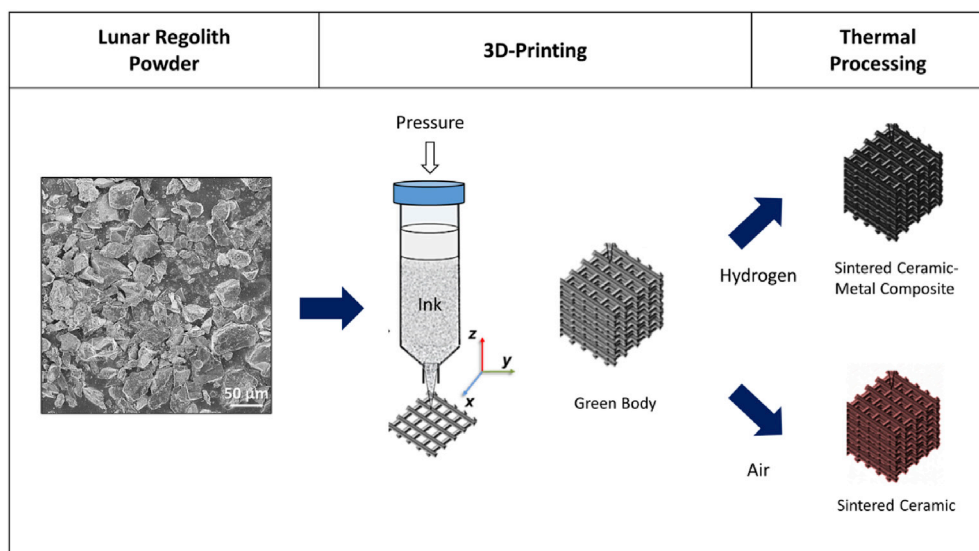 Lunar Regolith
Powder
3D-Printing
Thermal
Processing
50 µm
Pressure
Ink
z
y
x
Green Body
Hydrogen
Air
Sintered Ceramic-
Metal Composite
Sintered Ceramic